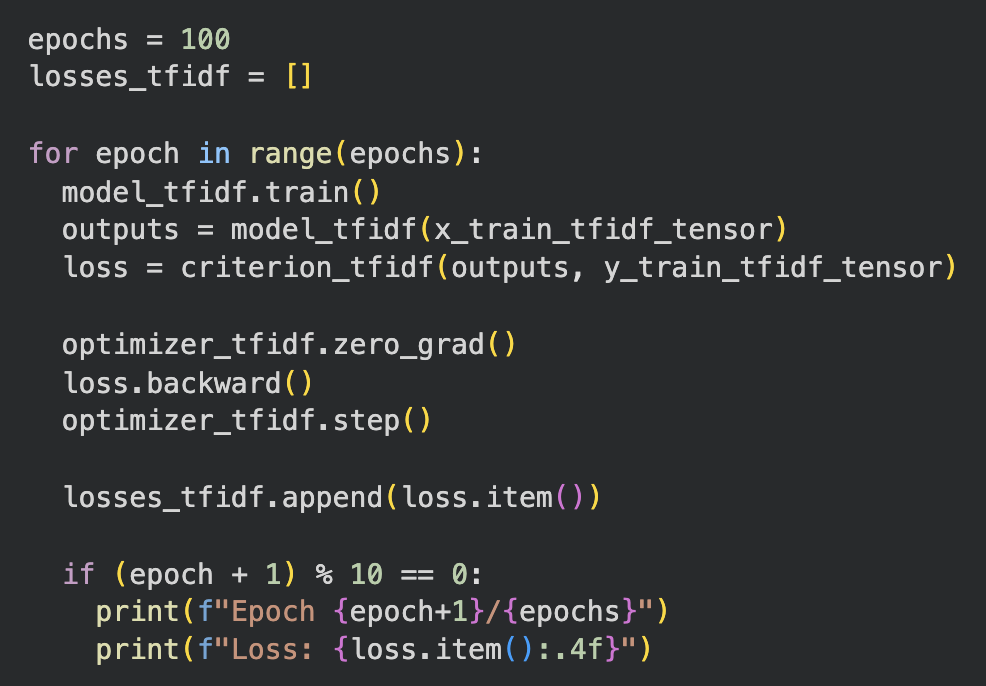 epochs = 100
losses_tfidf = []

for epoch in range(epochs):
  model_tfidf.train()
  outputs = model_tfidf(x_train_tfidf_tensor)
  loss = criterion_tfidf(outputs, y_train_tfidf_tensor)

  optimizer_tfidf.zero_grad()
  loss.backward()
  optimizer_tfidf.step()

  losses_tfidf.append(loss.item())

  if (epoch + 1) % 10 == 0:
    print(f"Epoch {epoch+1}/{epochs}")
    print(f"Loss: {loss.item():.4f}")